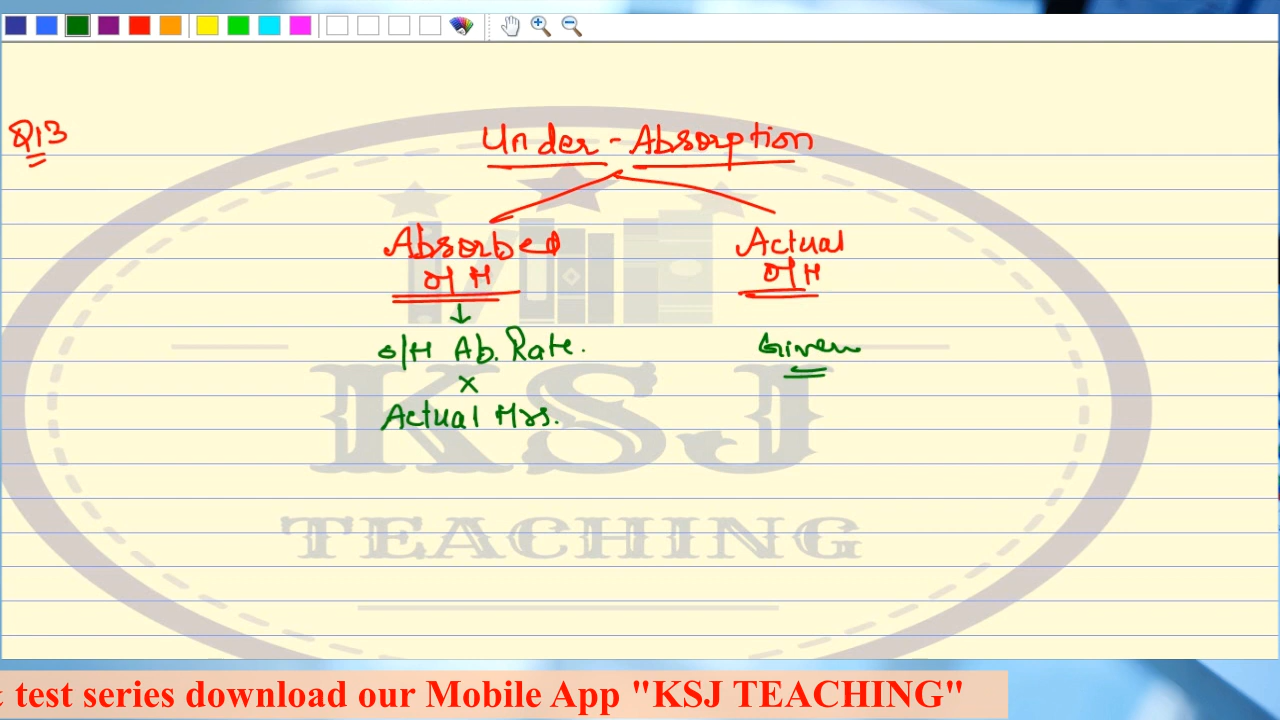 Q13
Under-Absorption
Absorbed Actual
O/H O/H
O/H Ab. Rate. Given
×
Actual Hrs.
KSJ
TEACHING
& test series download our Mobile App "KSJ TEACHING"